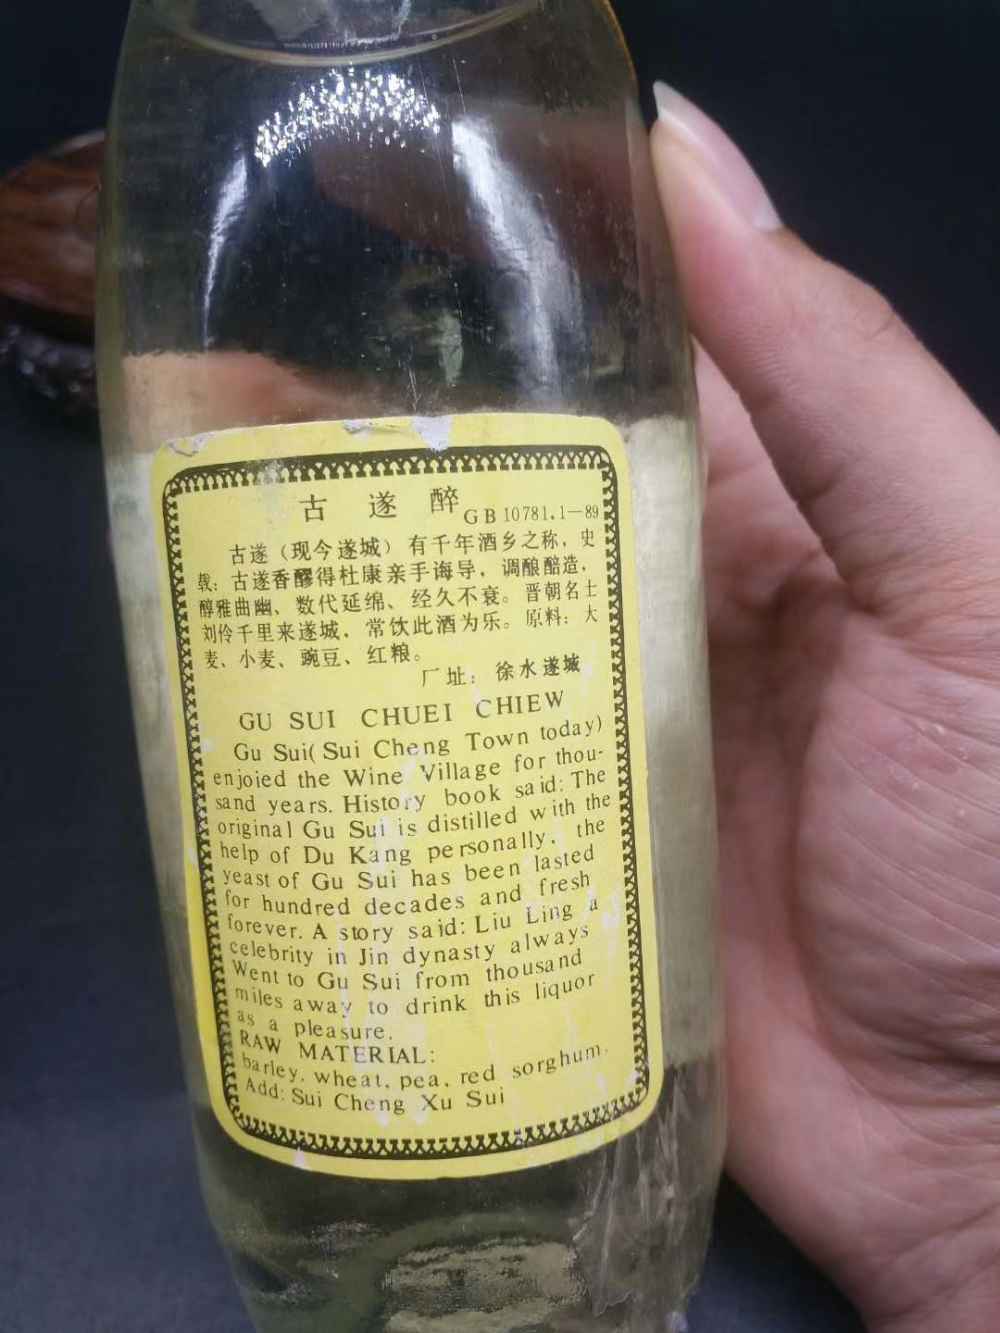 古遂醉
GB10781.1—89
古遂（现今遂城）有千年酒乡之称，史
载：古遂香醪得杜康亲手诲导，调酿醅造，
醇雅曲幽、数代延绵、经久不衰。晋朝名士
刘伶千里来遂城，常饮此酒为乐。原料：大
麦、小麦、豌豆、红粮。
厂址：徐水遂城
GU SUI CHUEI CHIEW
Gu Sui(Sui Cheng Town today)
enjoied the Wine Village for thou-
sand years. History book said: The
original Gu Sui is distilled with the
help of Du Kang personally, the
yeast of Gu Sui has been lasted
for hundred decades and fresh
forever. A story said: Liu Ling a
celebrity in Jin dynasty always
Went to Gu Sui from thousand
miles away to drink this liquor
as a pleasure.
RAW MATERIAL:
barley, wheat, pea, red sorghum.
Add: Sui Cheng Xu Sui